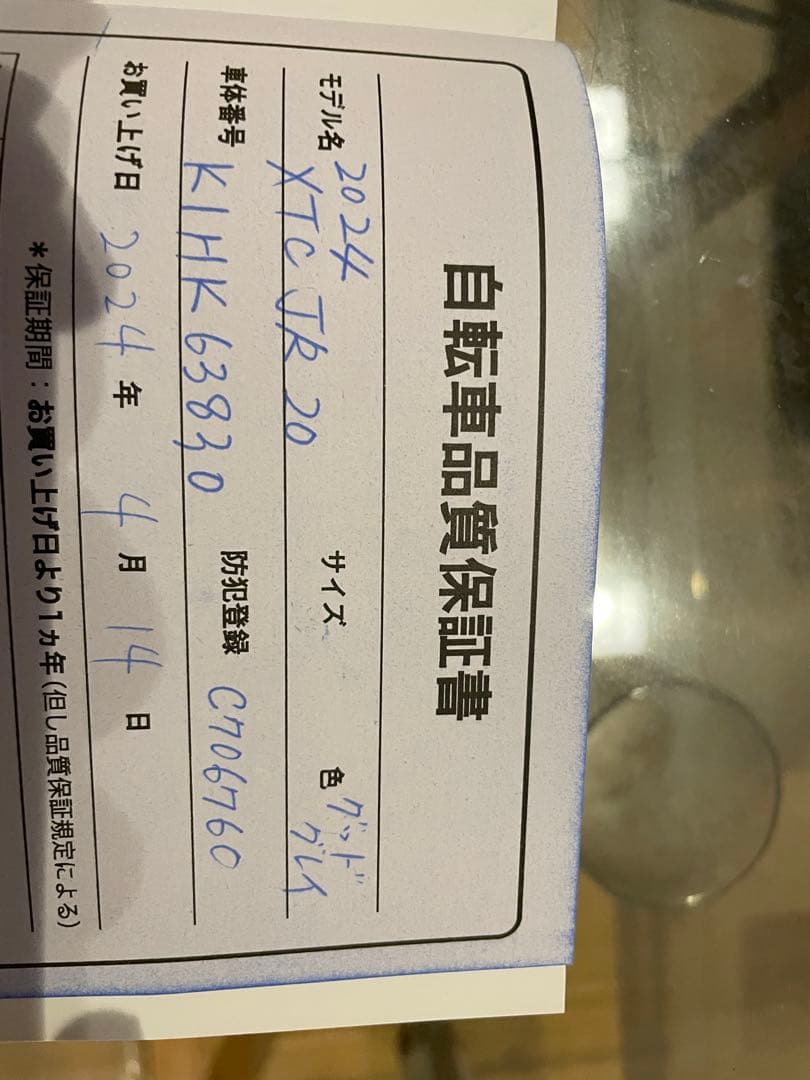 自転車品質保証書
モデル名 2024 XTC JR 20 サイズ 色 グッドグレイ
車体番号 K1HK63830 防犯登録 C706760
お買い上げ日 2024 年 4 月 14 日
*保証期間：お買い上げ日より1ヵ年(但し品質保証規定による)